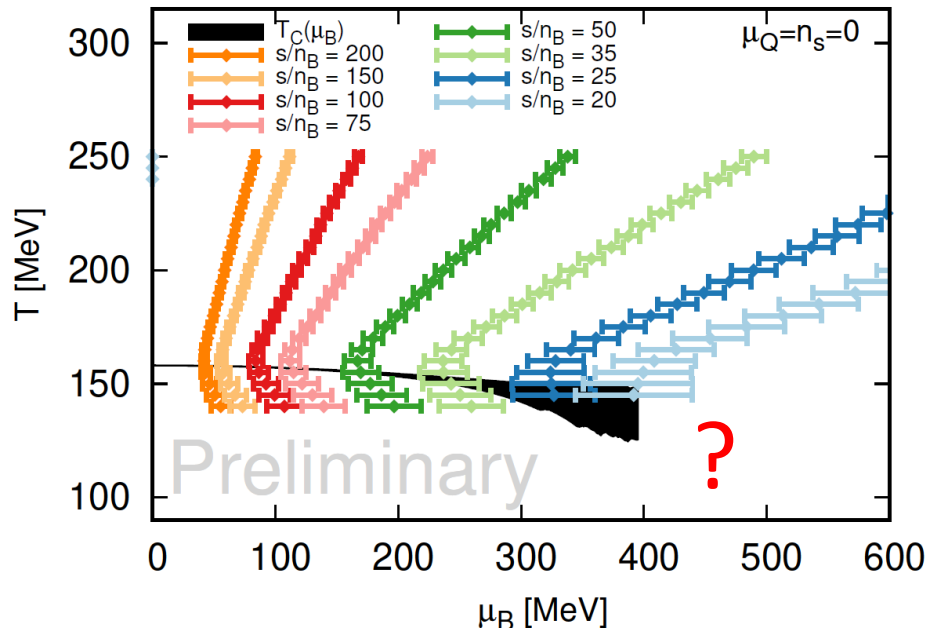 T_C(μ_B)
s/n_B = 200
s/n_B = 150
s/n_B = 100
s/n_B = 75
s/n_B = 50
s/n_B = 35
s/n_B = 25
s/n_B = 20
μ_Q=n_s=0
T [MeV]
300
250
200
150
100
Preliminary
?
0 100 200 300 400 500 600
μ_B [MeV]